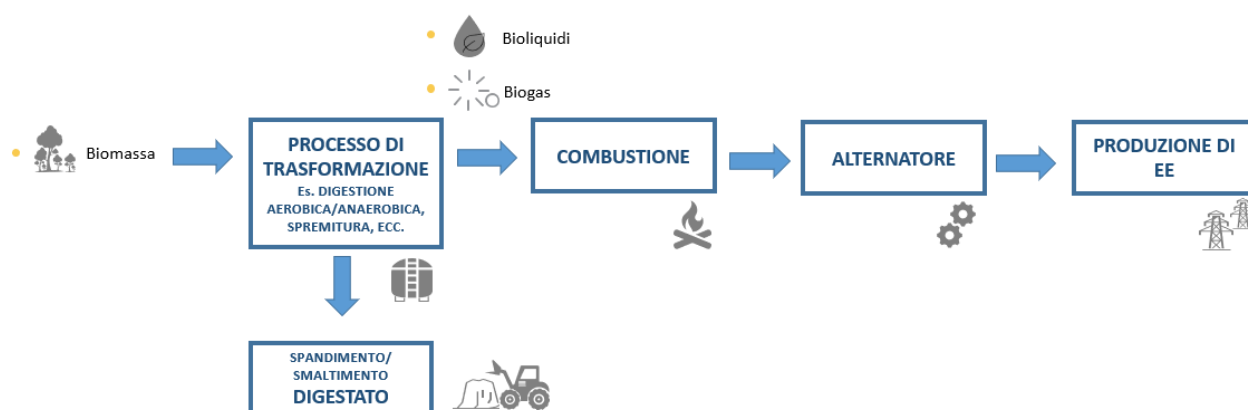 Bioliquidi
Biogas
Biomassa
PROCESSO DI
TRASFORMAZIONE
Es. DIGESTIONE
AEROBICA/ANAEROBICA,
SPREMITURA, ECC.
COMBUSTIONE
ALTERNATORE
PRODUZIONE DI
EE
SPANDIMENTO/
SMALTIMENTO
DIGESTATO